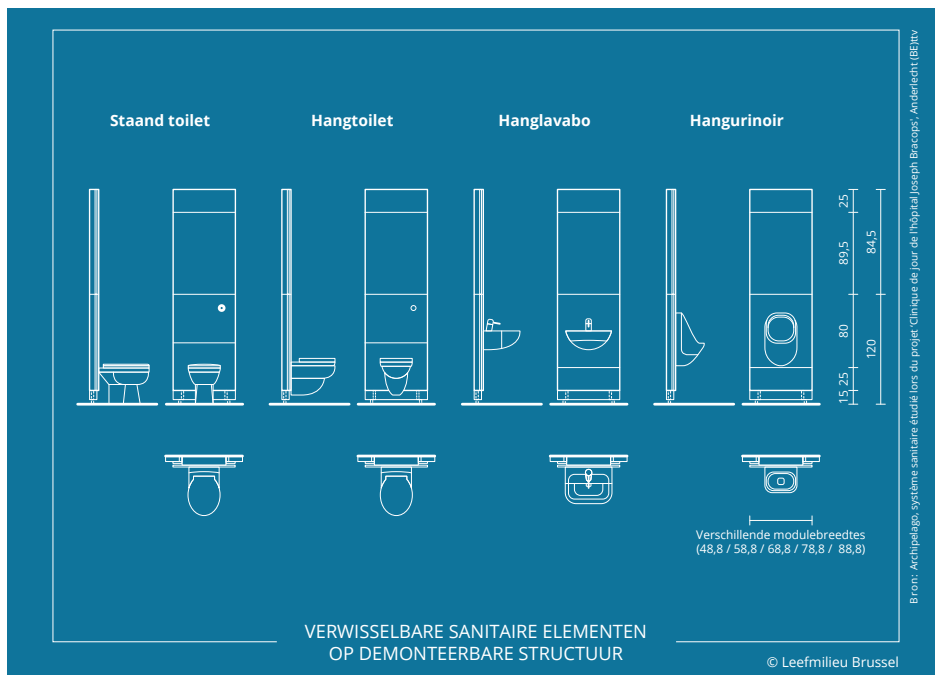 Staand toilet
Hangtoilet
Hanglavabo
Hangurinoir
25
89,5
84,5
80
120
25
15
Verschillende modulebreedtes
(48,8 / 58,8 / 68,8 / 78,8 / 88,8)
VERWISSELBARE SANITAIRE ELEMENTEN
OP DEMONTEERBARE STRUCTUUR
© Leefmilieu Brussel
Bron: Archipelago, système sanitaire étudié lors du projet 'Clinique de jour de l'hôpital Joseph Bracops', Anderlecht (BE)ttv